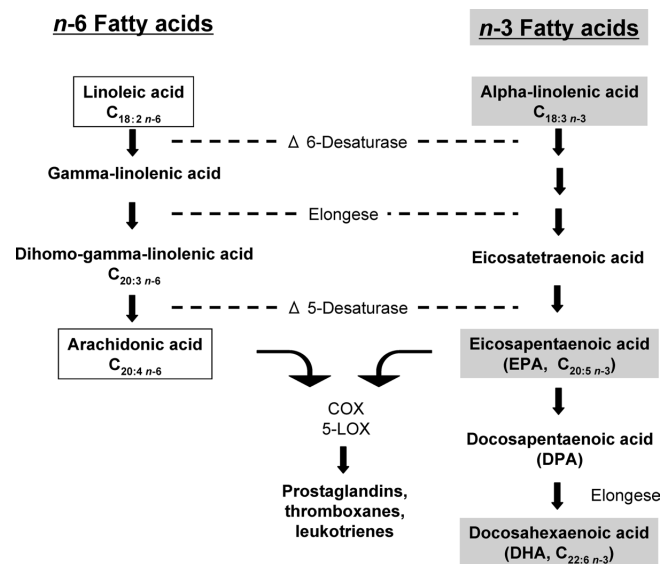 n-6 Fatty acids
n-3 Fatty acids
Linoleic acid
C18:2 n-6
Alpha-linolenic acid
C18:3 n-3
Δ 6-Desaturase
Gamma-linolenic acid
Elongese
Dihomo-gamma-linolenic acid
C20:3 n-6
Eicosatetraenoic acid
Δ 5-Desaturase
Arachidonic acid
C20:4 n-6
Eicosapentaenoic acid
(EPA, C20:5 n-3)
COX
5-LOX
Docosapentaenoic acid
(DPA)
Prostaglandins,
thromboxanes,
leukotrienes
Elongese
Docosahexaenoic acid
(DHA, C22:6 n-3)